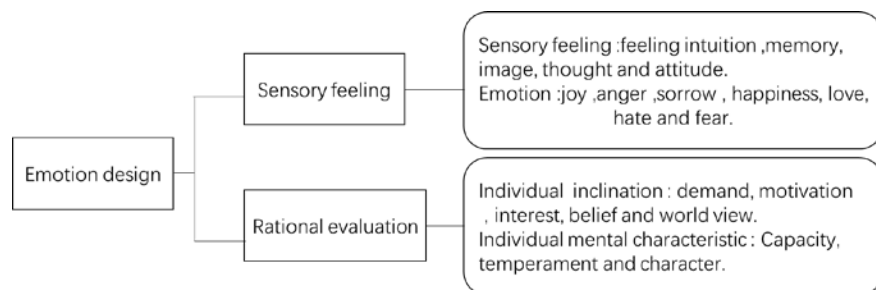 Emotion design
Sensory feeling
Sensory feeling :feeling intuition ,memory,
image, thought and attitude.
Emotion :joy ,anger ,sorrow , happiness, love,
hate and fear.
Rational evaluation
Individual inclination : demand, motivation
, interest, belief and world view.
Individual mental characteristic : Capacity,
temperament and character.